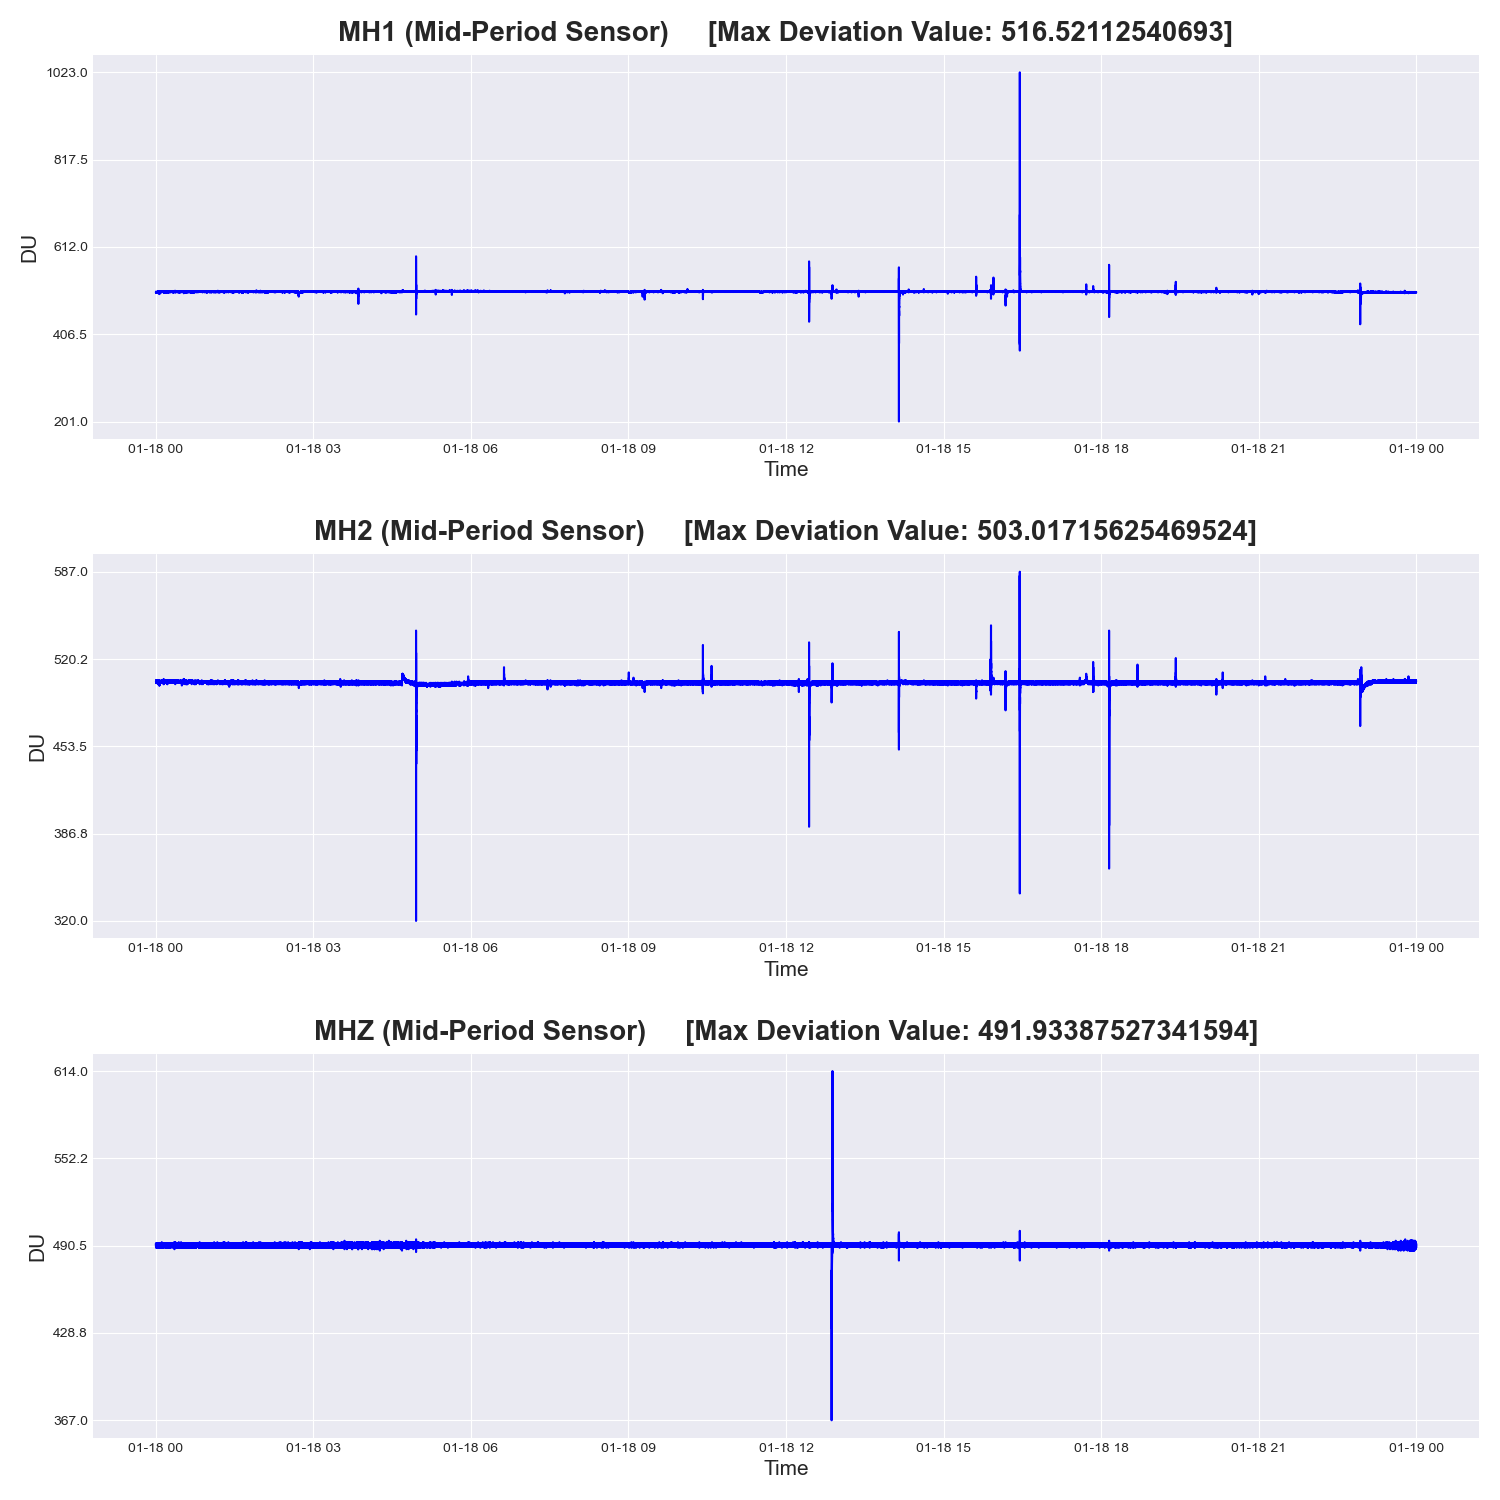 MH1 (Mid-Period Sensor) [Max Deviation Value: 516.52112540693]
1023.0
817.5
612.0
406.5
201.0
DU
01-18 00 01-18 03 01-18 06 01-18 09 01-18 12 01-18 15 01-18 18 01-18 21 01-19 00
Time
MH2 (Mid-Period Sensor) [Max Deviation Value: 503.01715625469524]
587.0
520.2
453.5
386.8
320.0
DU
01-18 00 01-18 03 01-18 06 01-18 09 01-18 12 01-18 15 01-18 18 01-18 21 01-19 00
Time
MHZ (Mid-Period Sensor) [Max Deviation Value: 491.93387527341594]
614.0
552.2
490.5
428.8
367.0
DU
01-18 00 01-18 03 01-18 06 01-18 09 01-18 12 01-18 15 01-18 18 01-18 21 01-19 00
Time